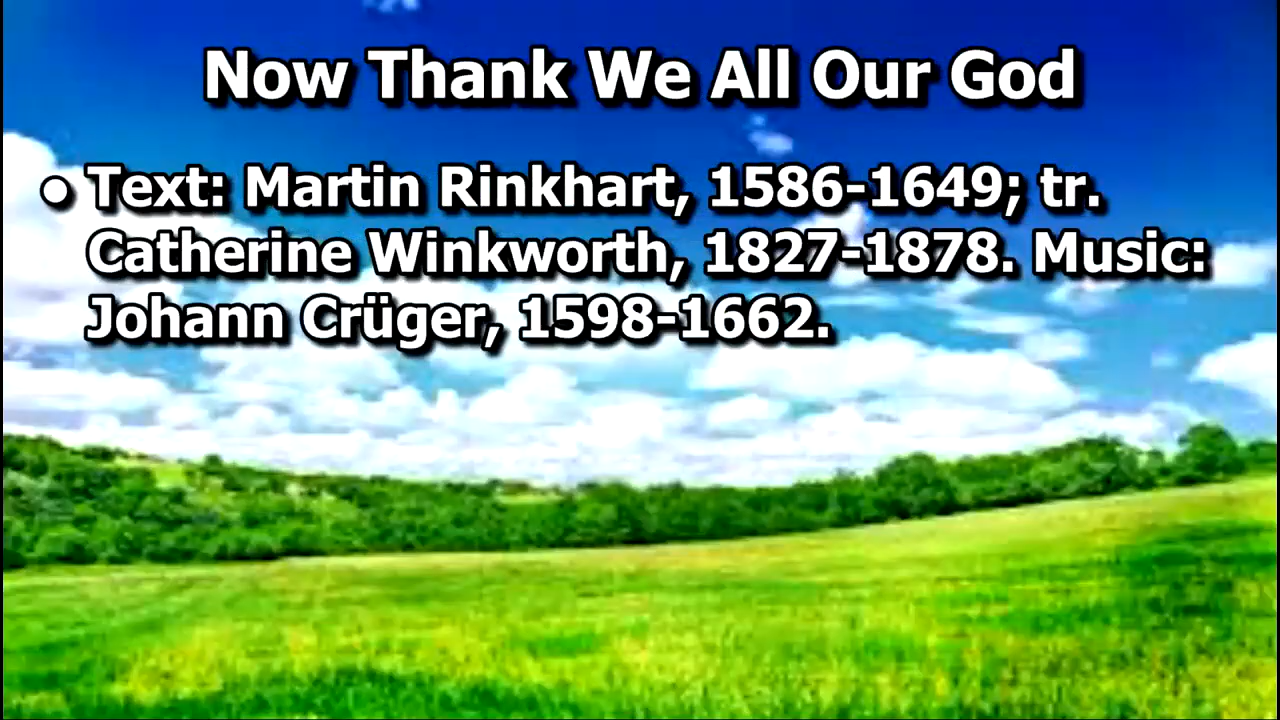 Now Thank We All Our God
• Text: Martin Rinkhart, 1586-1649; tr.
Catherine Winkworth, 1827-1878. Music:
Johann Crüger, 1598-1662.